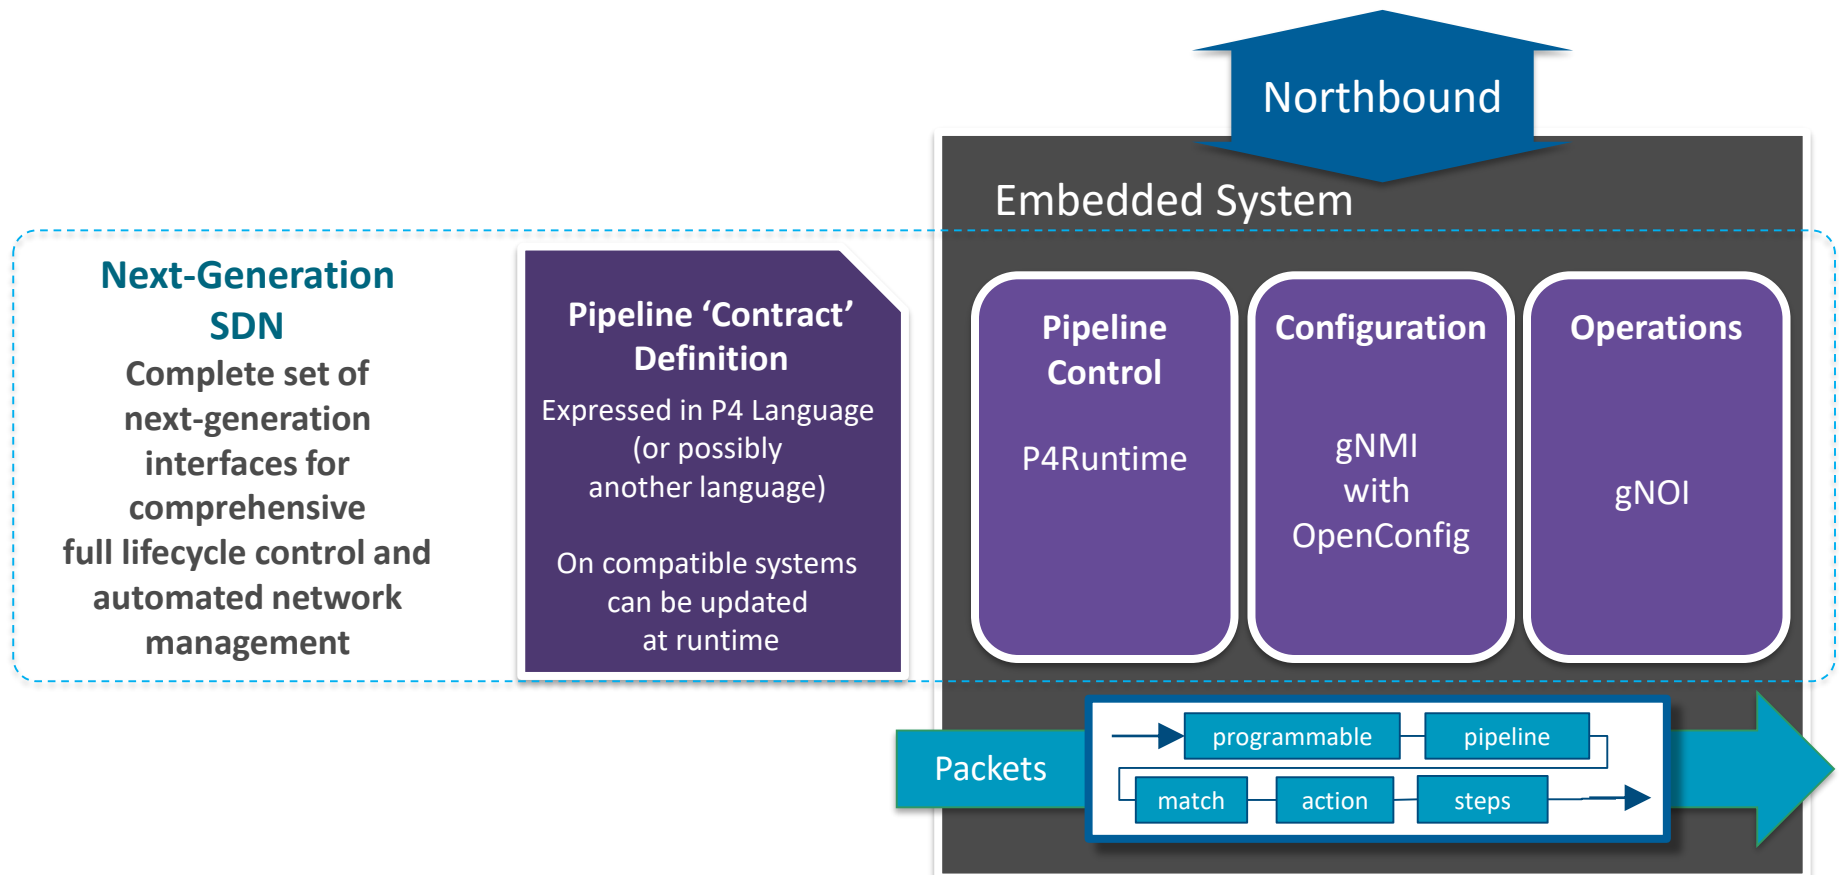 Northbound
Embedded System
Next-Generation
SDN
Complete set of
next-generation
interfaces for
comprehensive
full lifecycle control and
automated network
management
Pipeline ‘Contract’
Definition
Expressed in P4 Language
(or possibly
another language)
On compatible systems
can be updated
at runtime
Pipeline
Control
P4Runtime
Configuration
gNMI
with
OpenConfig
Operations
gNOI
Packets
programmable pipeline
match action steps